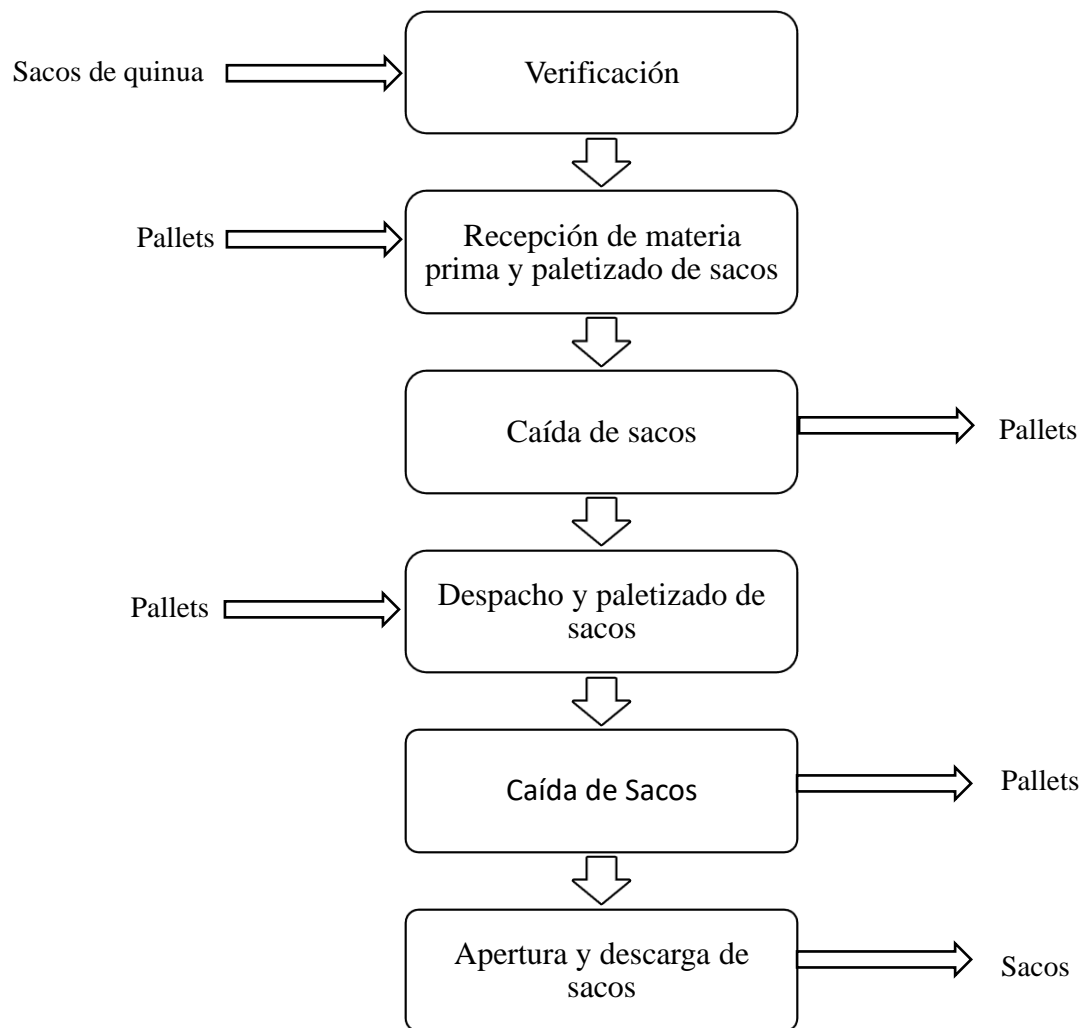 Sacos de quinua
Verificación
Pallets
Recepción de materia
prima y paletizado de sacos
Caída de sacos
Pallets
Pallets
Despacho y paletizado de
sacos
Caída de Sacos
Pallets
Apertura y descarga de
sacos
Sacos